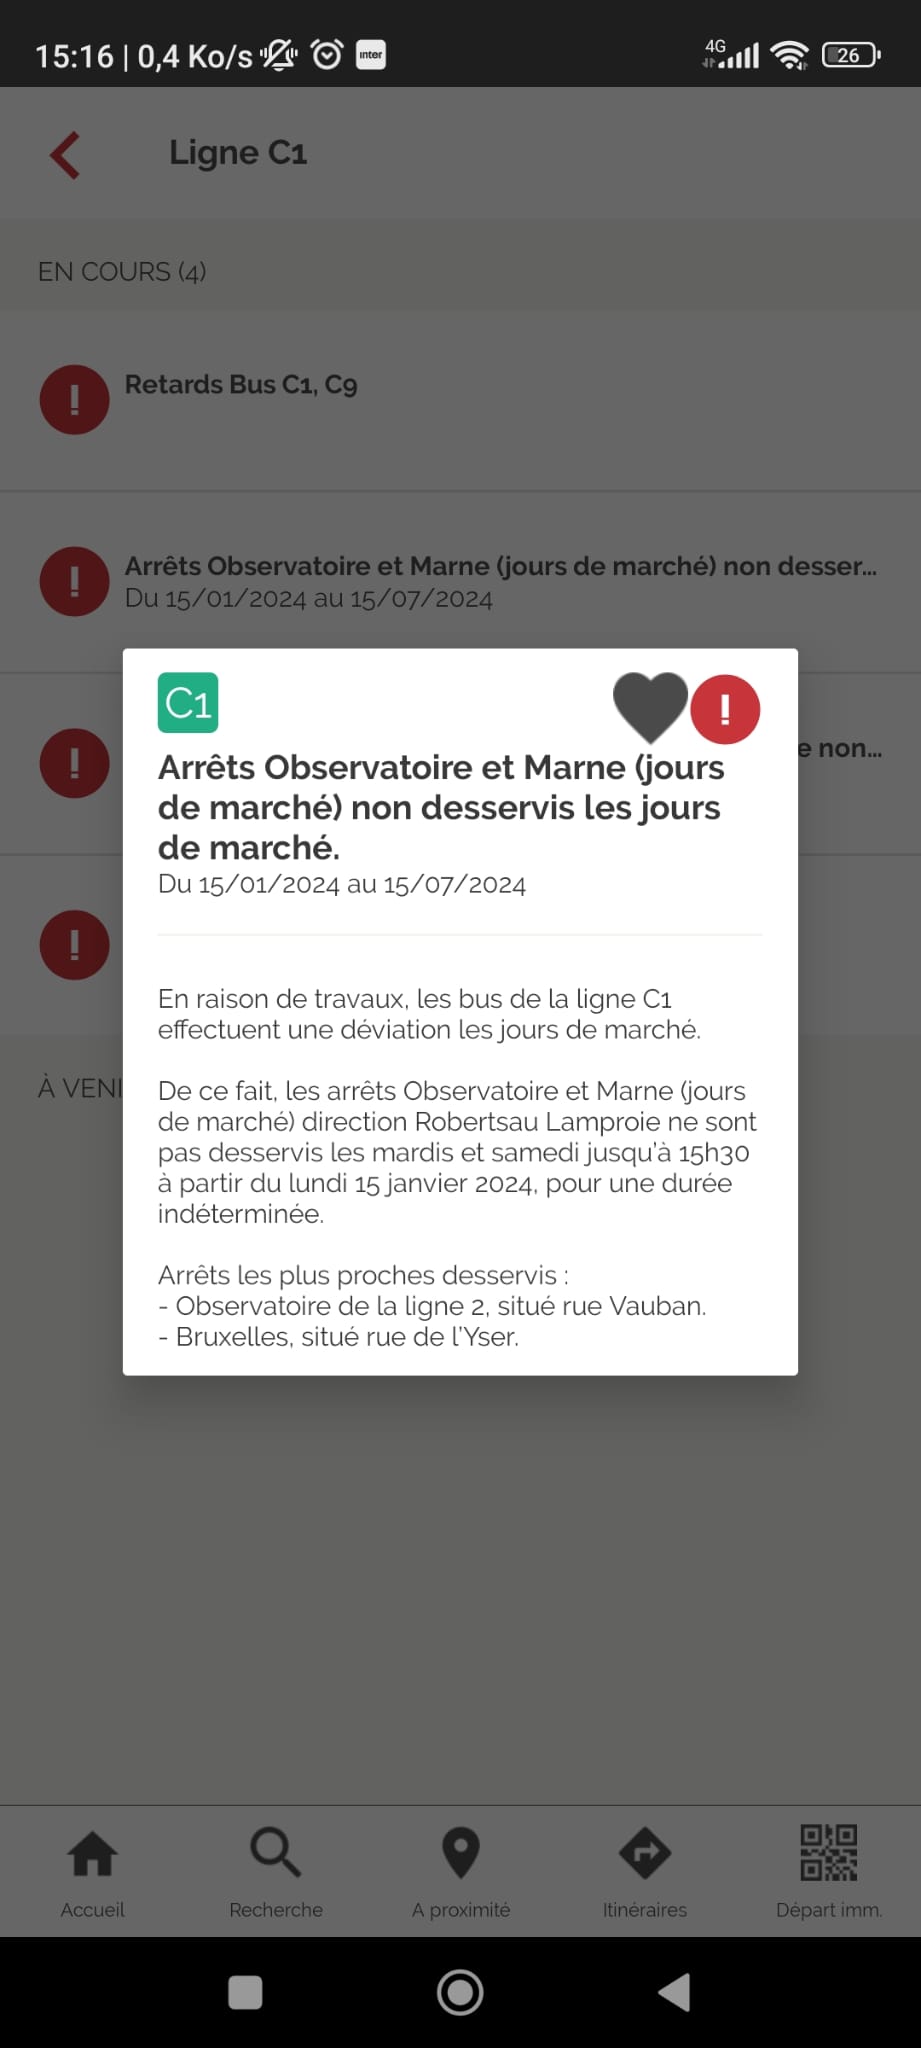 15:16 | 0,4 Ko/s
inter
4G
26
Ligne C1
EN COURS (4)
Retards Bus C1, C9
Arrêts Observatoire et Marne (jours de marché) non desser...
Du 15/01/2024 au 15/07/2024
e non...
C1
Arrêts Observatoire et Marne (jours
de marché) non desservis les jours
de marché.
Du 15/01/2024 au 15/07/2024
En raison de travaux, les bus de la ligne C1
effectuent une déviation les jours de marché.
De ce fait, les arrêts Observatoire et Marne (jours
de marché) direction Robertsau Lamproie ne sont
pas desservis les mardis et samedi jusqu'à 15h30
à partir du lundi 15 janvier 2024, pour une durée
indéterminée.
Arrêts les plus proches desservis :
- Observatoire de la ligne 2, situé rue Vauban.
- Bruxelles, situé rue de l'Yser.
À VENI
Accueil
Recherche
A proximité
Itinéraires
Départ imm.